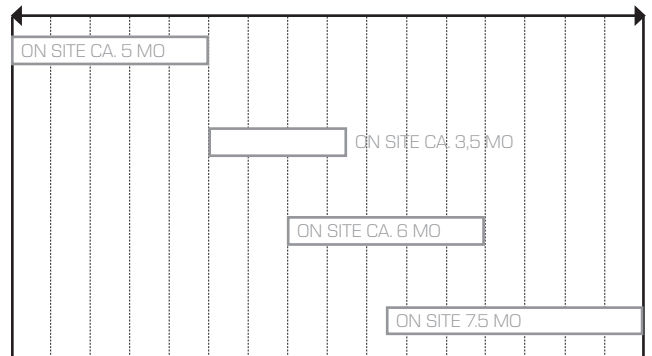 ON SITE CA. 5 MO
ON SITE CA. 3,5 MO
ON SITE CA. 6 MO
ON SITE 7.5 MO